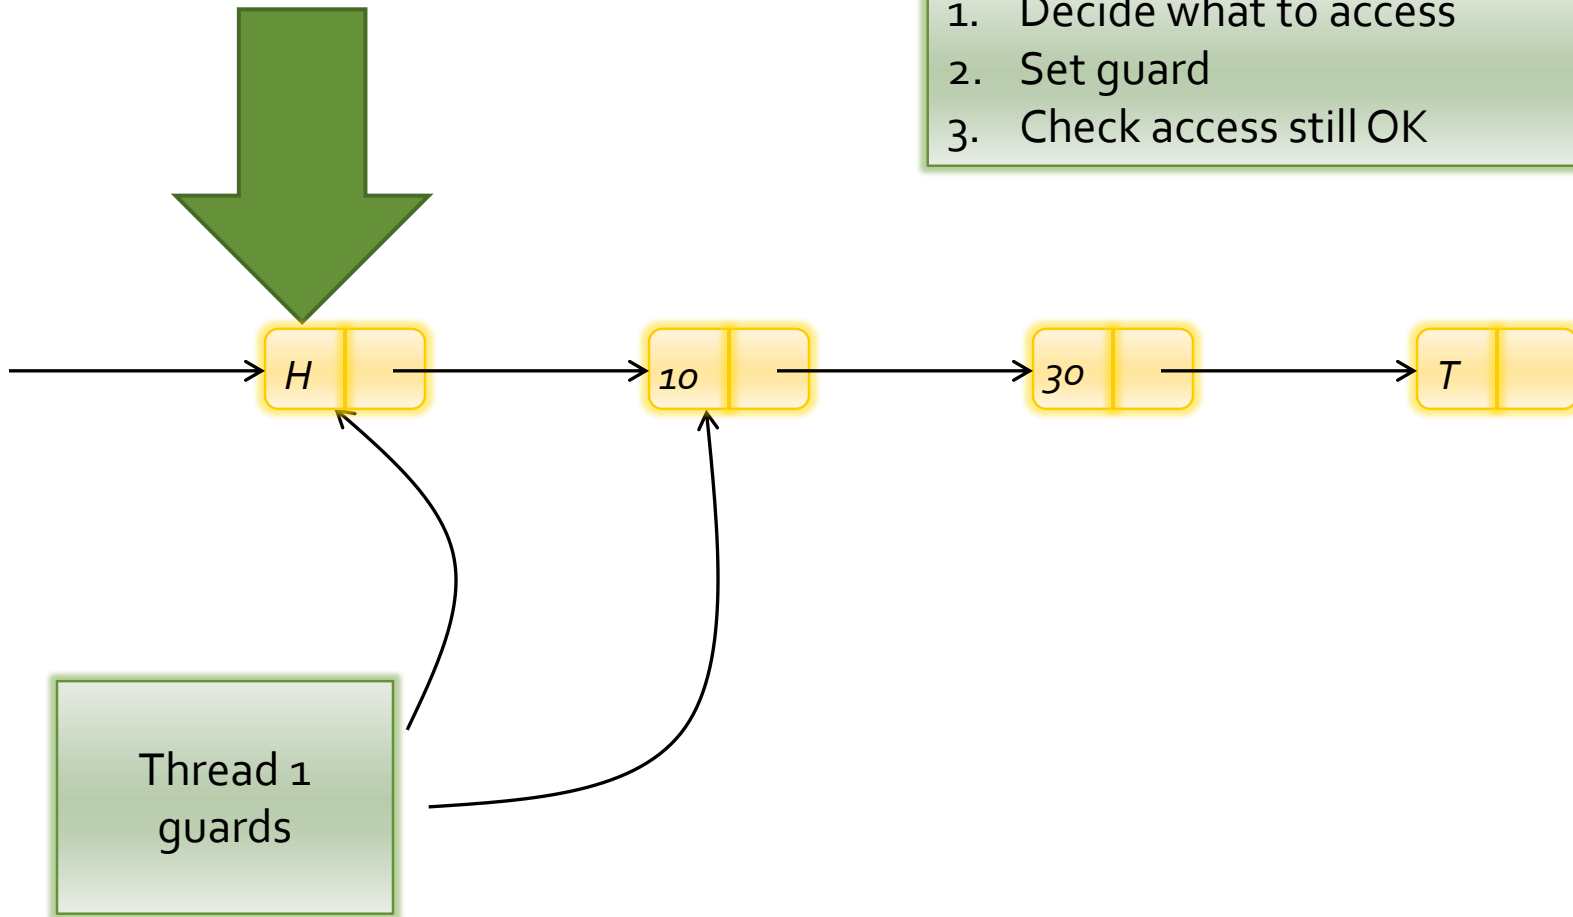 1. Decide what to access
2. Set guard
3. Check access still OK
H 10 30 T
Thread 1
guards